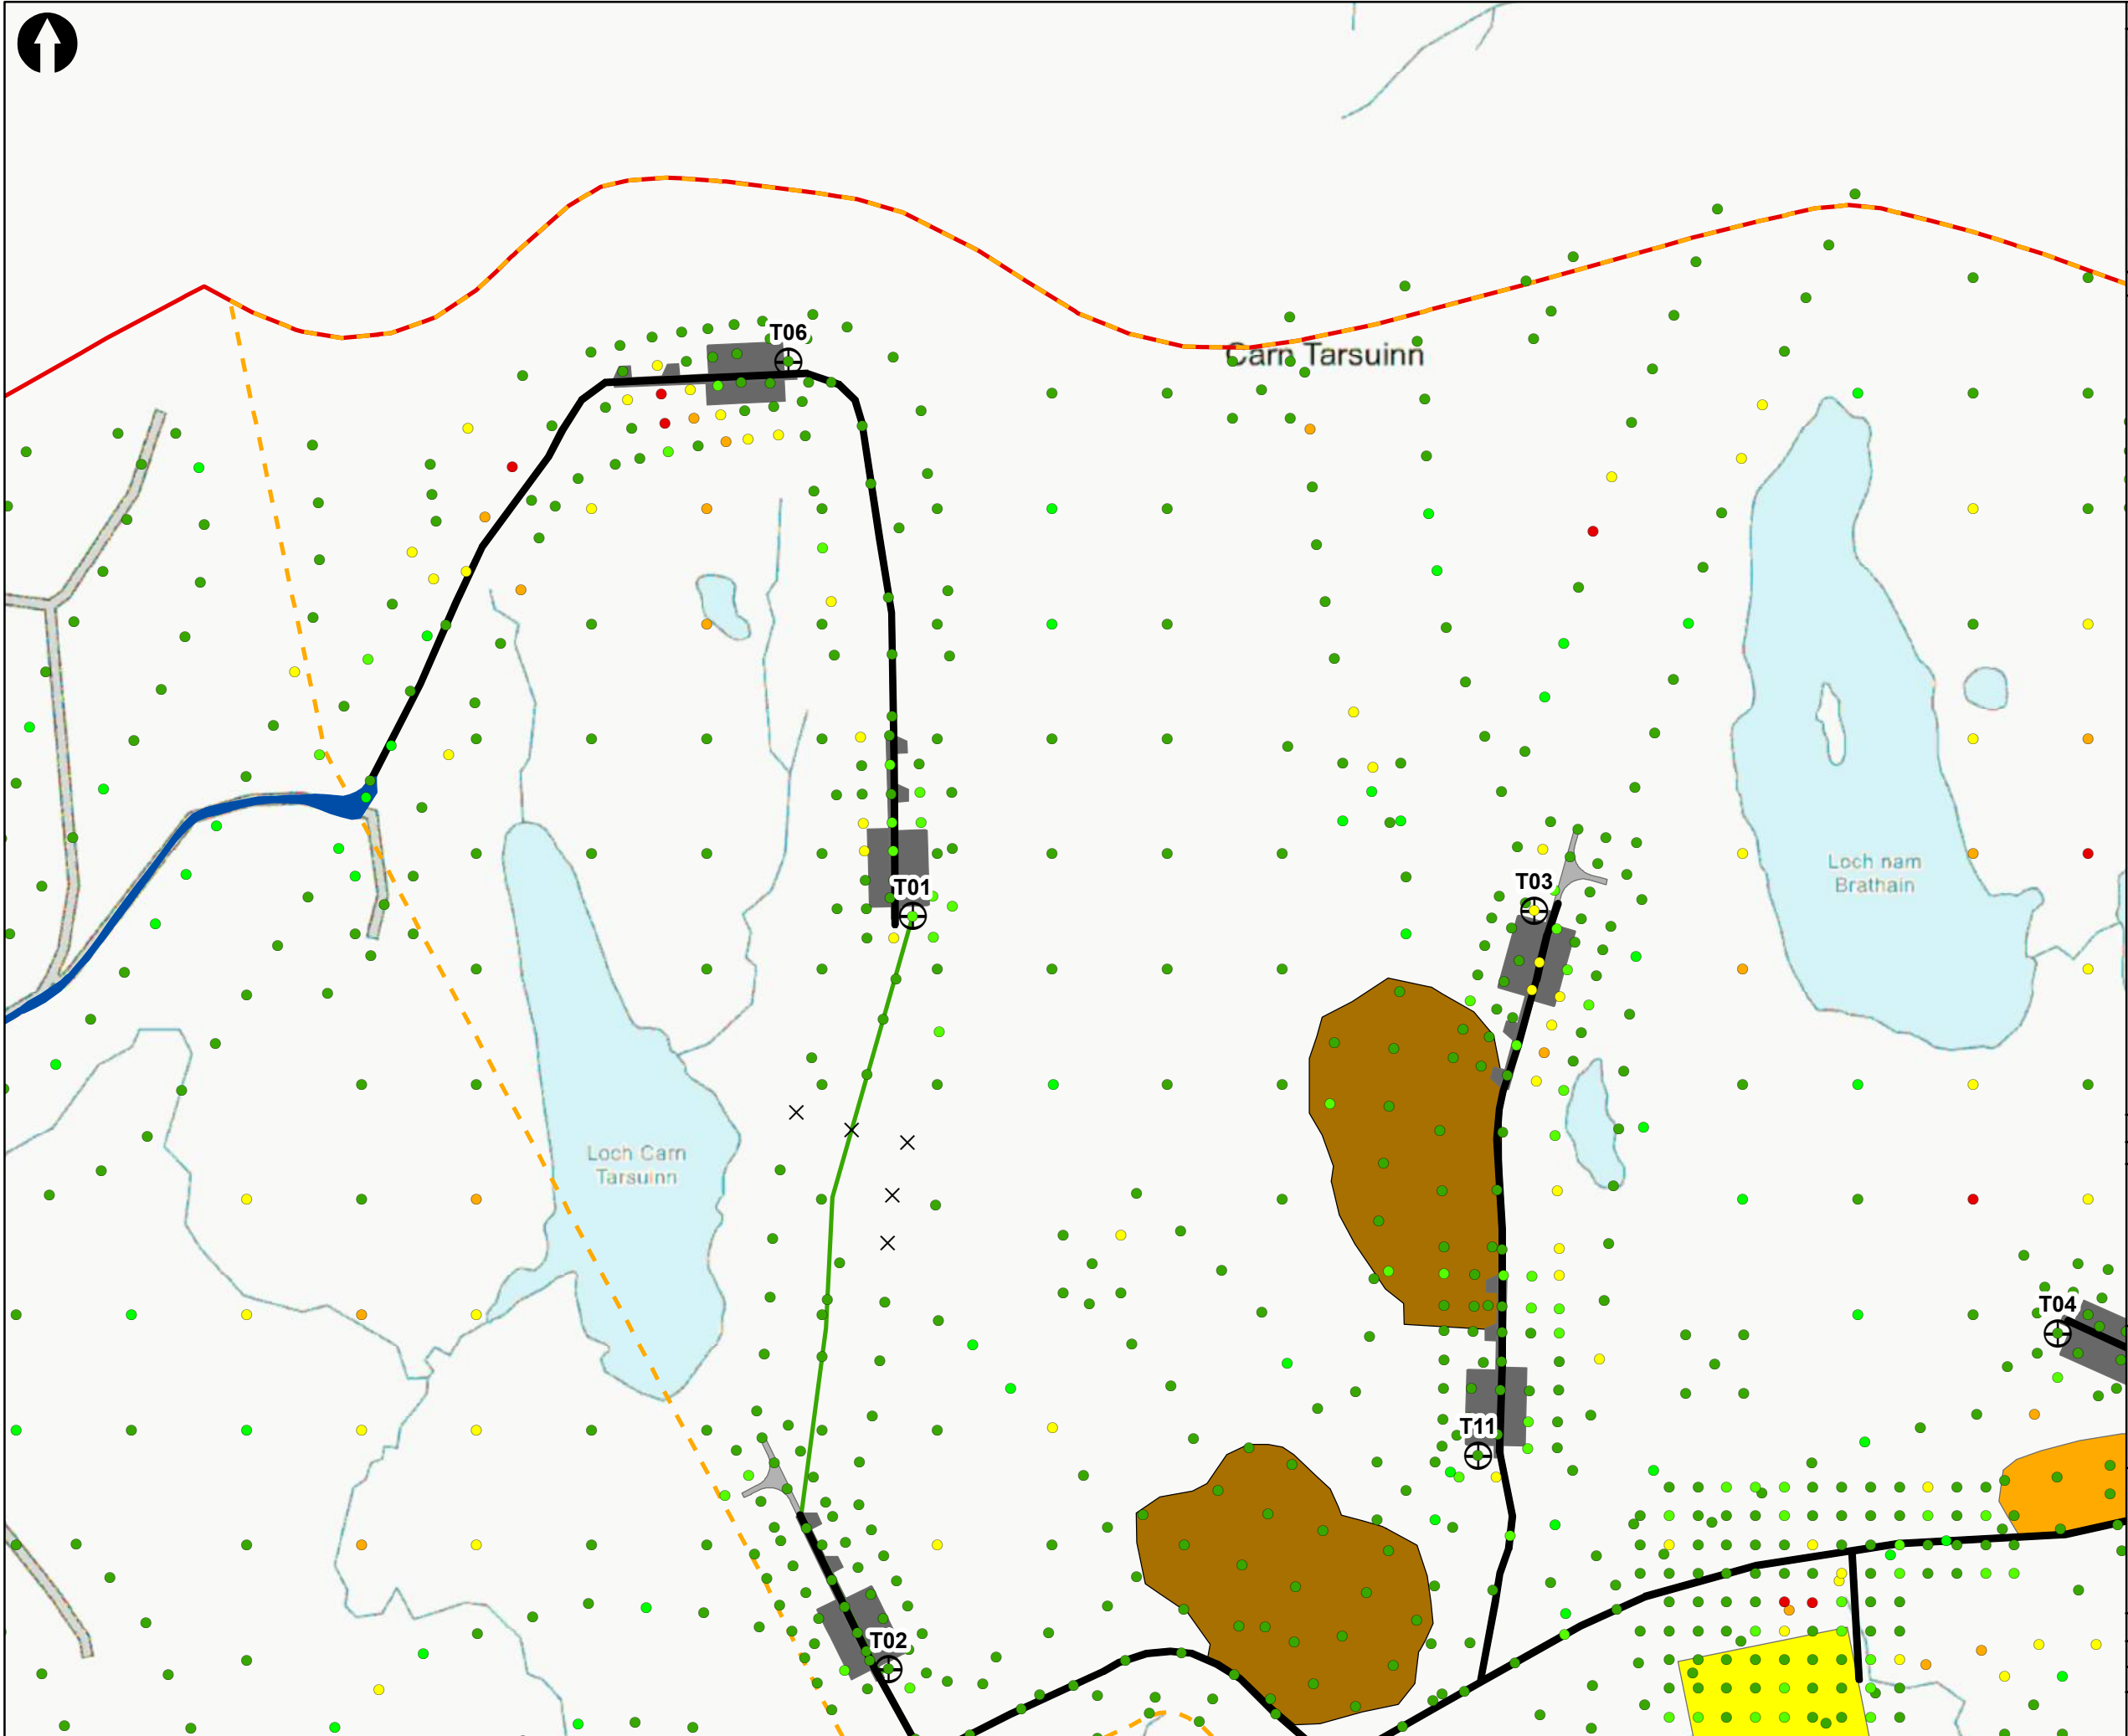 T06
Carn Tarsuinn
Loch nam
Brathain
T01
T03
Loch Carn
Tarsuinn
T04
T11
T02